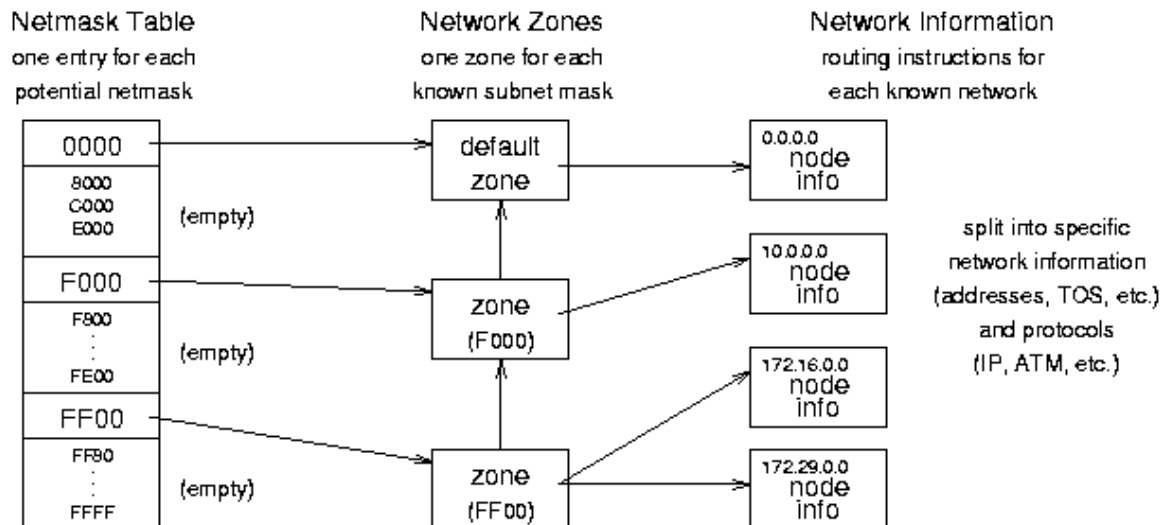 Netmask Table
one entry for each
potential netmask
Network Zones
one zone for each
known subnet mask
Network Information
routing instructions for
each known network
0000
8000
C000
E000
(empty)
F000
F800
:
FE00
(empty)
FF00
FF80
:
FFFF
(empty)
default
zone
zone
(F000)
zone
(FF00)
0.0.0.0
node
info
10.0.0.0
node
info
172.16.0.0
node
info
172.29.0.0
node
info
split into specific
network information
(addresses, TOS, etc.)
and protocols
(IP, ATM, etc.)